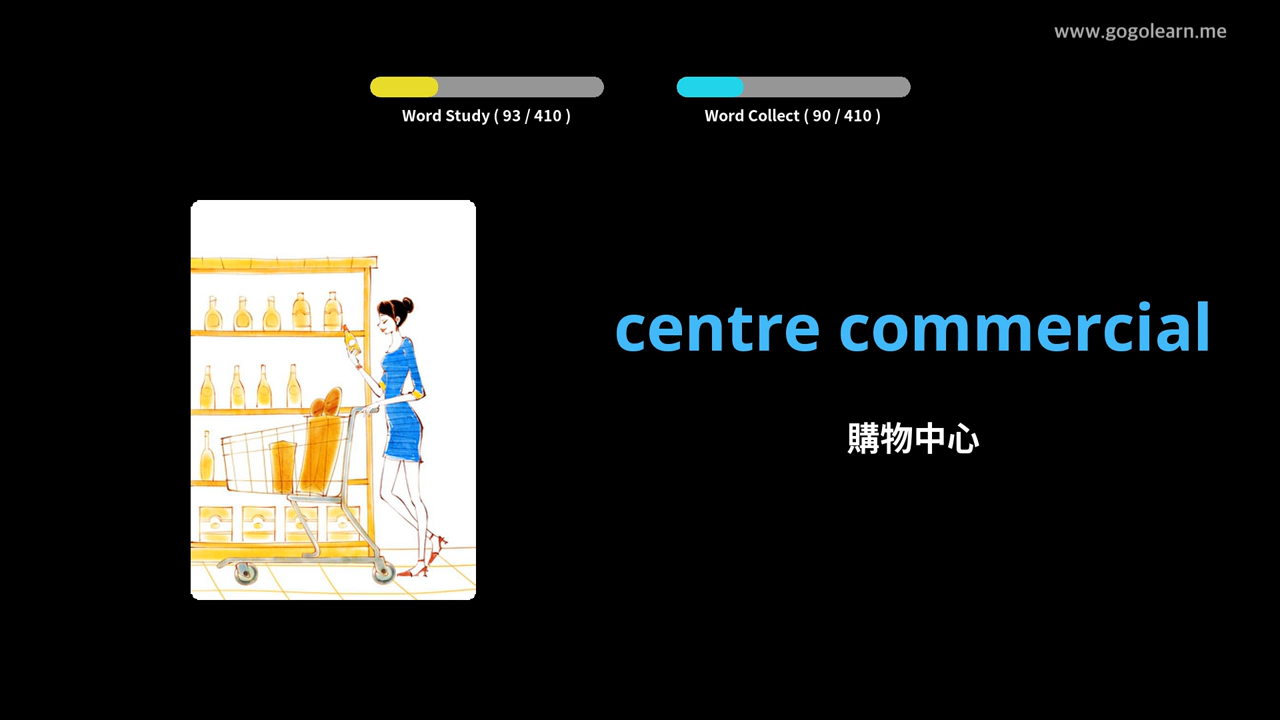 www.gogolearn.me
Word Study ( 93 / 410 )
Word Collect ( 90 / 410 )
centre commercial
購物中心